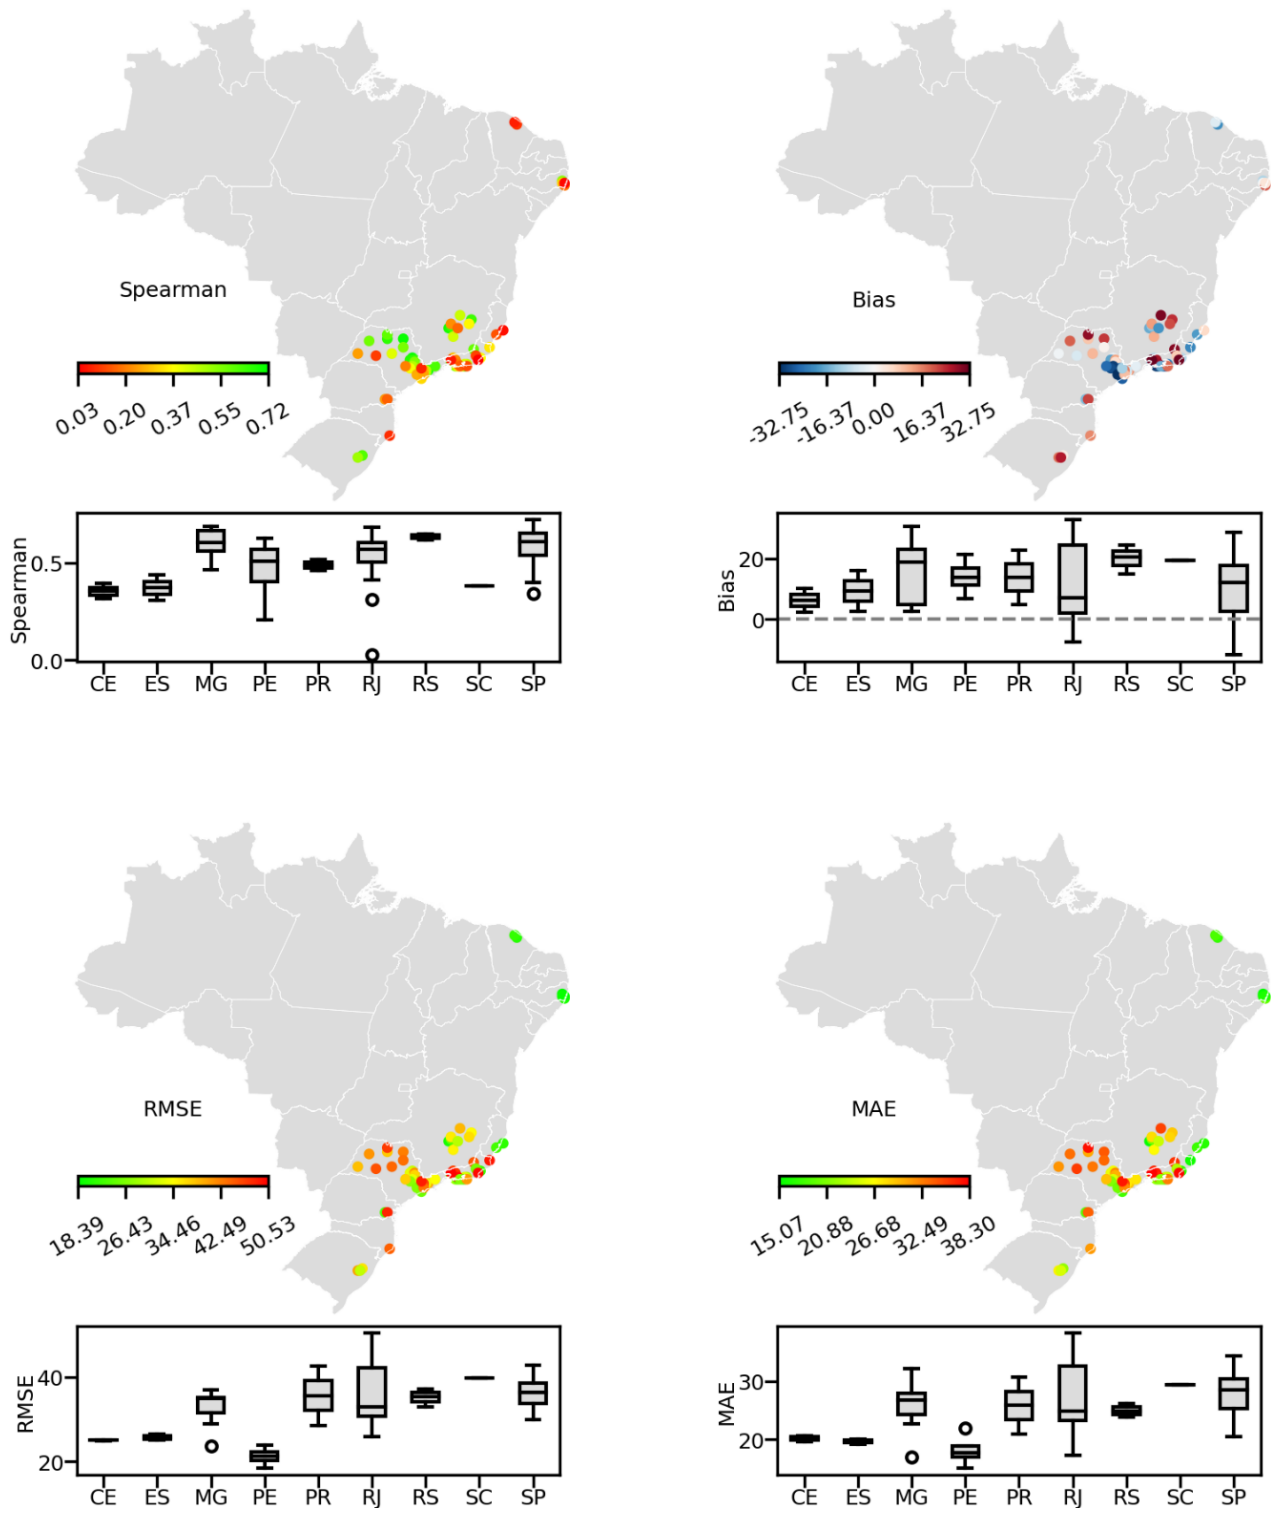 Spearman
0.03 0.20 0.37 0.55 0.72
Spearman
0.5
0.0
CE ES MG PE PR RJ RS SC SP
Bias
-32.75 -16.37 0.00 16.37 32.75
Bias
20
0
CE ES MG PE PR RJ RS SC SP
RMSE
18.39 26.43 34.46 42.49 50.53
RMSE
40
20
CE ES MG PE PR RJ RS SC SP
MAE
15.07 20.88 26.68 32.49 38.30
MAE
30
20
CE ES MG PE PR RJ RS SC SP